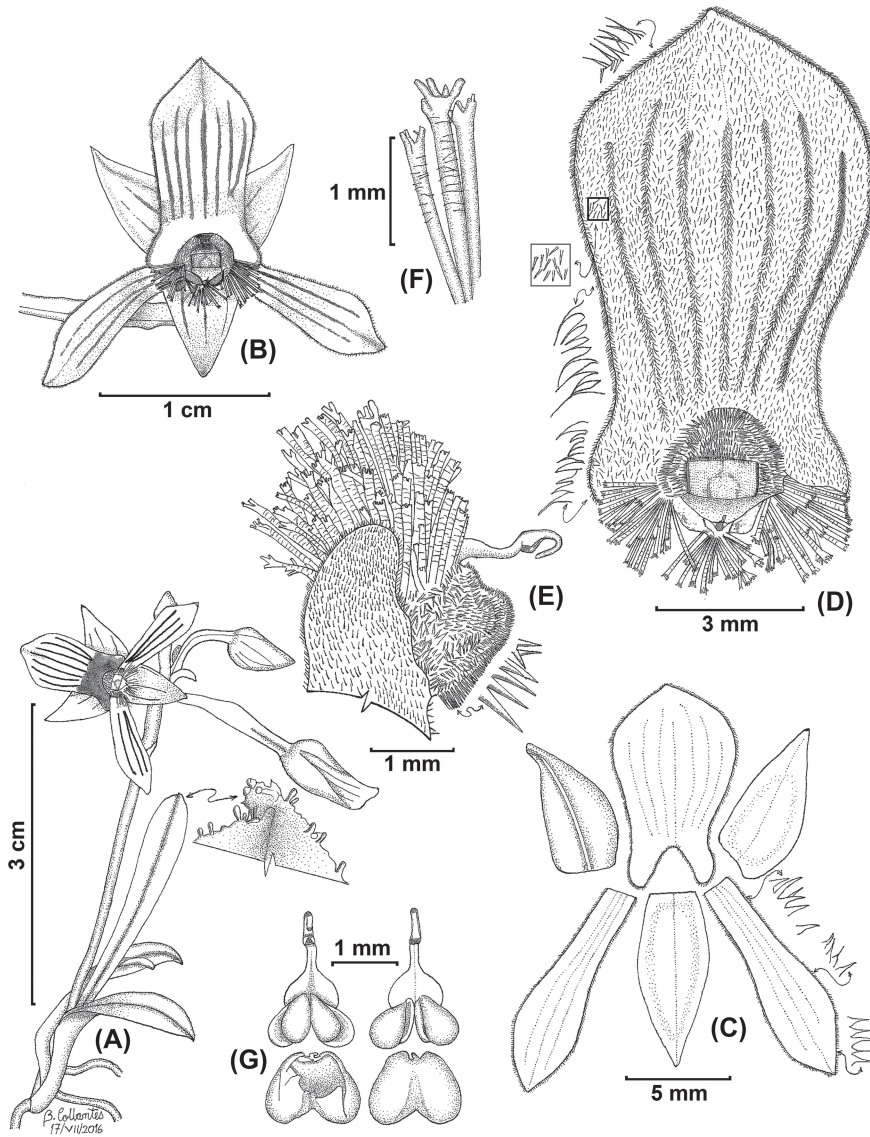 (B)
1 cm
1 mm
(F)
(D)
3 mm
(E)
1 mm
3 cm
(A)
1 mm
(G)
(C)
5 mm
B. Collantes
17/VII/2016